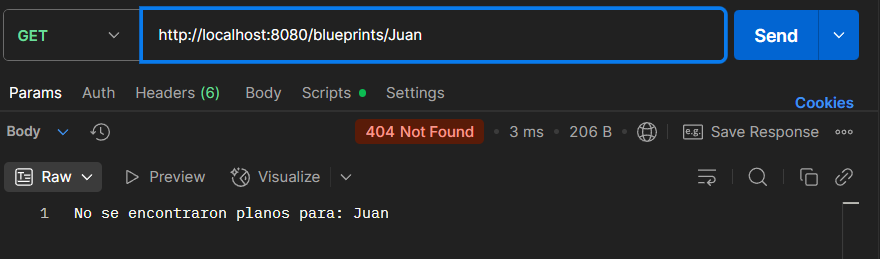 GET http://localhost:8080/blueprints/Juan Send
Params Auth Headers (6) Body Scripts Settings Cookies
Body 404 Not Found • 3 ms • 206 B • e.g. Save Response
Raw Preview Visualize
1 No se encontraron planos para: Juan